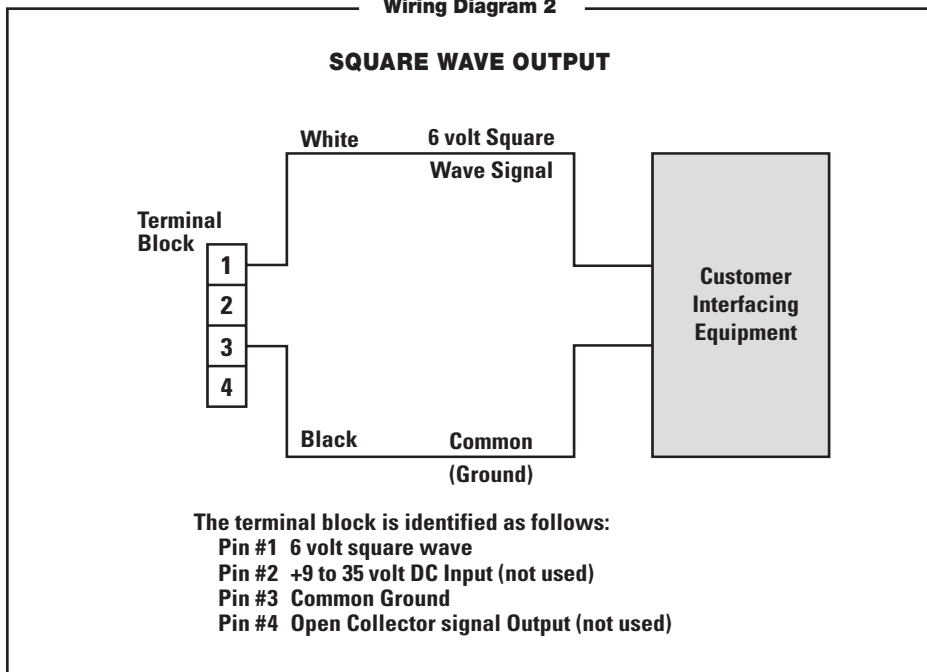 Wiring Diagram 2
SQUARE WAVE OUTPUT
White
6 volt Square
Wave Signal
Terminal
Block
1
2
3
4
Customer
Interfacing
Equipment
Black
Common
(Ground)
The terminal block is identified as follows:
Pin #1 6 volt square wave
Pin #2 +9 to 35 volt DC Input (not used)
Pin #3 Common Ground
Pin #4 Open Collector signal Output (not used)